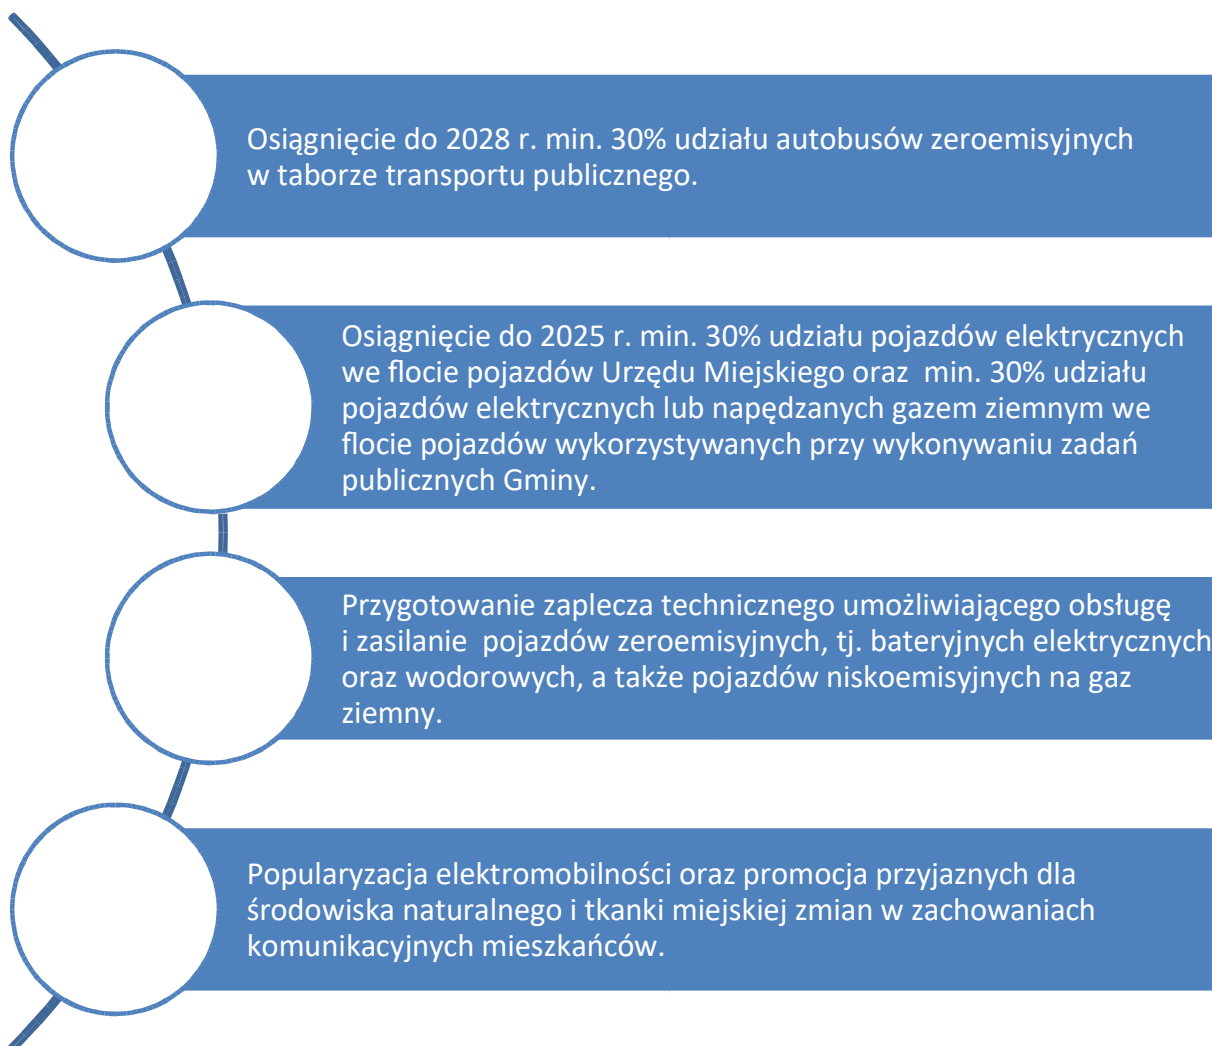 Osiągnięcie do 2028 r. min. 30% udziału autobusów zeroemisyjnych
w taborze transportu publicznego.
Osiągnięcie do 2025 r. min. 30% udziału pojazdów elektrycznych
we flocie pojazdów Urzędu Miejskiego oraz  min. 30% udziału
pojazdów elektrycznych lub napędzanych gazem ziemnym we
flocie pojazdów wykorzystywanych przy wykonywaniu zadań
publicznych Gminy.
Przygotowanie zaplecza technicznego umożliwiającego obsługę
i zasilanie  pojazdów zeroemisyjnych, tj. bateryjnych elektrycznych
oraz wodorowych, a także pojazdów niskoemisyjnych na gaz
ziemny.
Popularyzacja elektromobilności oraz promocja przyjaznych dla
środowiska naturalnego i tkanki miejskiej zmian w zachowaniach
komunikacyjnych mieszkańców.